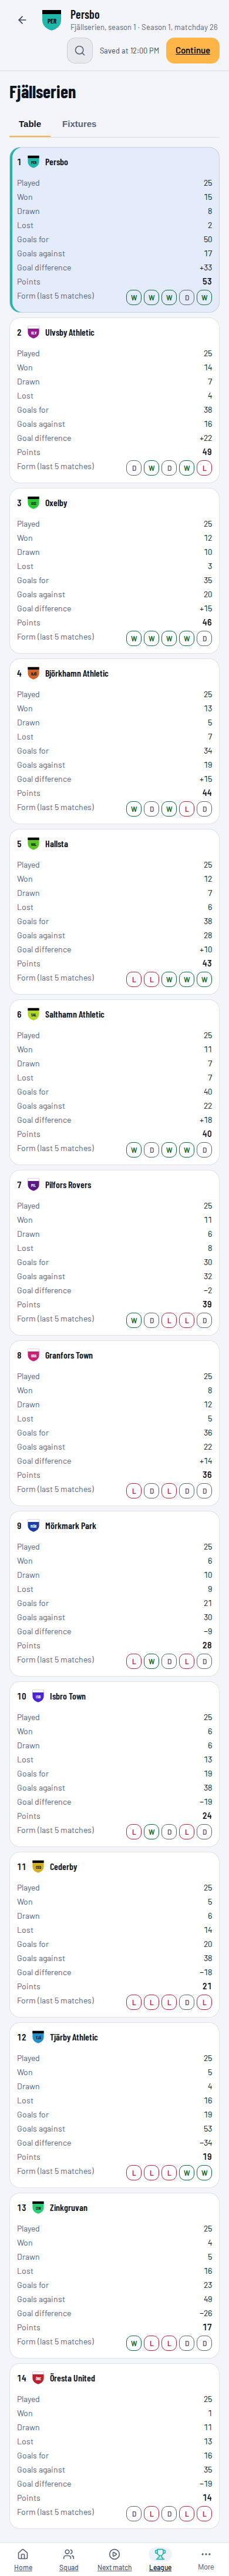 PER
Persbo
Fjällserien, season 1 · Season 1, matchday 26
Saved at 12:00 PM
Continue
Fjällserien
Table
Fixtures
1 Persbo
Played 25
Won 15
Drawn 8
Lost 2
Goals for 50
Goals against 17
Goal difference +33
Points 53
Form (last 5 matches) W W W D W
2 Ulvsby Athletic
Played 25
Won 14
Drawn 7
Lost 4
Goals for 38
Goals against 16
Goal difference +22
Points 49
Form (last 5 matches) D W D W L
3 Oxelby
Played 25
Won 12
Drawn 10
Lost 3
Goals for 35
Goals against 20
Goal difference +15
Points 46
Form (last 5 matches) W W W W D
4 Björkhamn Athletic
Played 25
Won 13
Drawn 5
Lost 7
Goals for 34
Goals against 19
Goal difference +15
Points 44
Form (last 5 matches) W D W L D
5 Hallsta
Played 25
Won 12
Drawn 7
Lost 6
Goals for 38
Goals against 28
Goal difference +10
Points 43
Form (last 5 matches) L L W W W
6 Salthamn Athletic
Played 25
Won 11
Drawn 7
Lost 7
Goals for 40
Goals against 22
Goal difference +18
Points 40
Form (last 5 matches) W D W W D
7 Pilfors Rovers
Played 25
Won 11
Drawn 6
Lost 8
Goals for 30
Goals against 32
Goal difference −2
Points 39
Form (last 5 matches) W D L L D
8 Granfors Town
Played 25
Won 8
Drawn 12
Lost 5
Goals for 36
Goals against 22
Goal difference +14
Points 36
Form (last 5 matches) L D L D D
9 Mörkmark Park
Played 25
Won 6
Drawn 10
Lost 9
Goals for 21
Goals against 30
Goal difference −9
Points 28
Form (last 5 matches) L W D L D
10 Isbro Town
Played 25
Won 6
Drawn 6
Lost 13
Goals for 19
Goals against 38
Goal difference −19
Points 24
Form (last 5 matches) L W D L D
11 Cederby
Played 25
Won 5
Drawn 6
Lost 14
Goals for 20
Goals against 38
Goal difference −18
Points 21
Form (last 5 matches) L L L D L
12 Tjärby Athletic
Played 25
Won 5
Drawn 4
Lost 16
Goals for 19
Goals against 53
Goal difference −34
Points 19
Form (last 5 matches) L L L W W
13 Zinkgruvan
Played 25
Won 4
Drawn 5
Lost 16
Goals for 23
Goals against 49
Goal difference −26
Points 17
Form (last 5 matches) W L L D D
14 Öresta United
Played 25
Won 1
Drawn 11
Lost 13
Goals for 16
Goals against 35
Goal difference −19
Points 14
Form (last 5 matches) D L D L L
Home
Squad
Next match
League
More